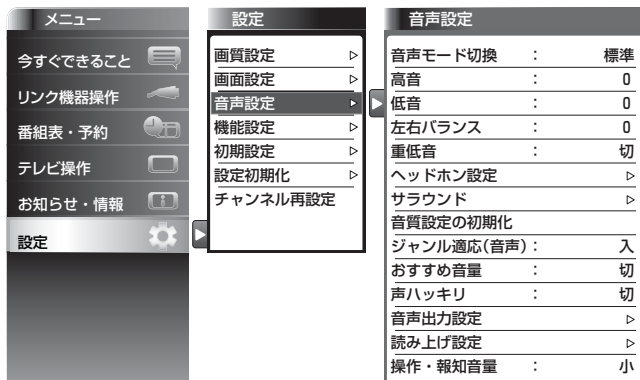 メニュー
今すぐできること
リンク機器操作
番組表・予約
テレビ操作
お知らせ・情報
設定
設定
画質設定
画面設定
音声設定
機能設定
初期設定
設定初期化
チャンネル再設定
音声設定
音声モード切換 : 標準
高音 : 0
低音 : 0
左右バランス : 0
重低音 : 切
ヘッドホン設定
サラウンド
音質設定の初期化
ジャンル適応(音声) : 入
おすすめ音量 : 切
声ハッキリ : 切
音声出力設定
読み上げ設定
操作・報知音量 : 小